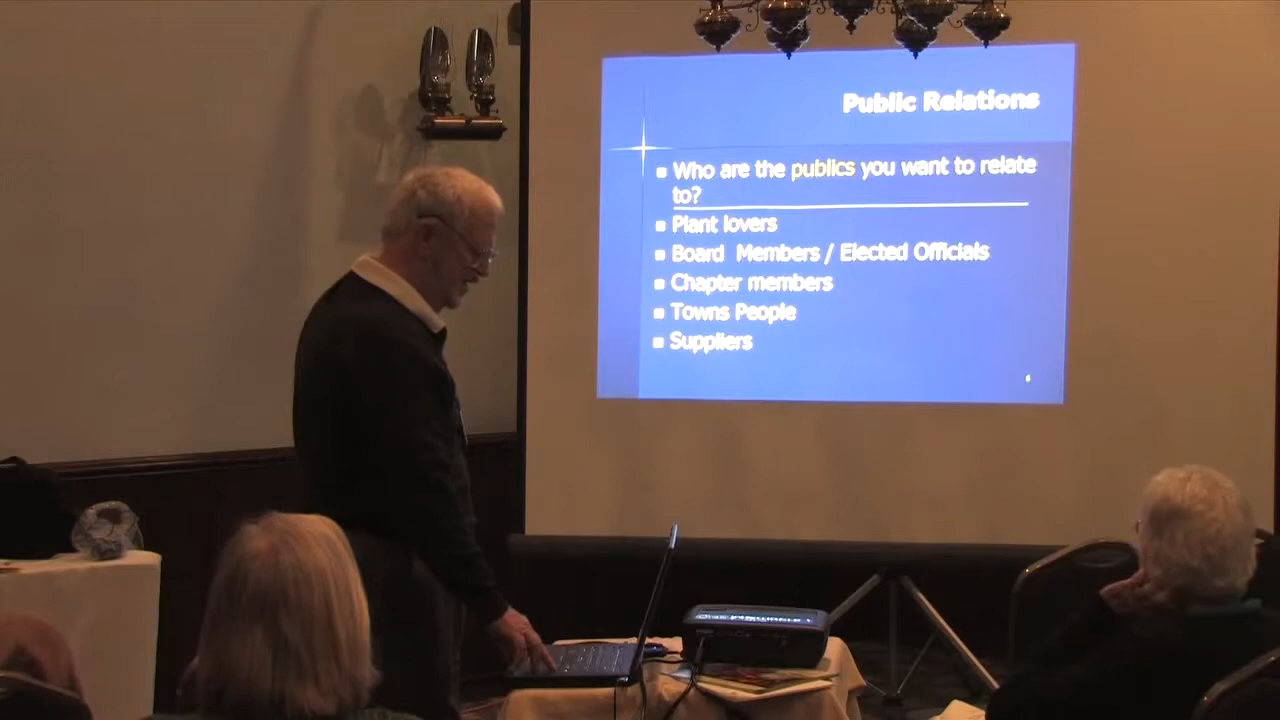 Public Relations
Who are the publics you want to relate
to?
Plant lovers
Board Members / Elected Officials
Chapter members
Towns People
Suppliers
6